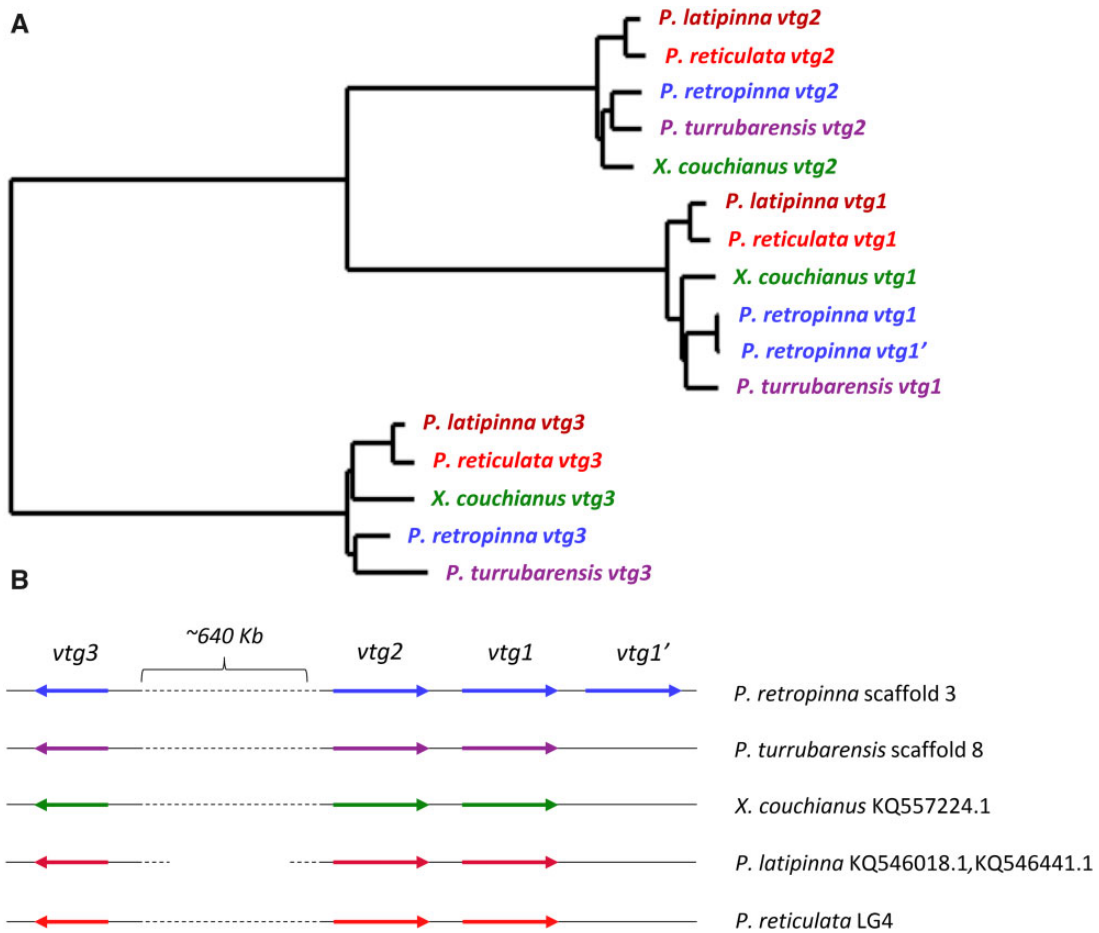 A
P. latipinna vtg2
P. reticulata vtg2
P. retropinna vtg2
P. turrubarensis vtg2
X. couchianus vtg2
P. latipinna vtg1
P. reticulata vtg1
X. couchianus vtg1
P. retropinna vtg1
P. retropinna vtg1’
P. turrubarensis vtg1
P. latipinna vtg3
P. reticulata vtg3
X. couchianus vtg3
P. retropinna vtg3
P. turrubarensis vtg3
B
~640 Kb
vtg3 vtg2 vtg1 vtg1’
P. retropinna scaffold 3
P. turrubarensis scaffold 8
X. couchianus KQ557224.1
P. latipinna KQ546018.1,KQ546441.1
P. reticulata LG4